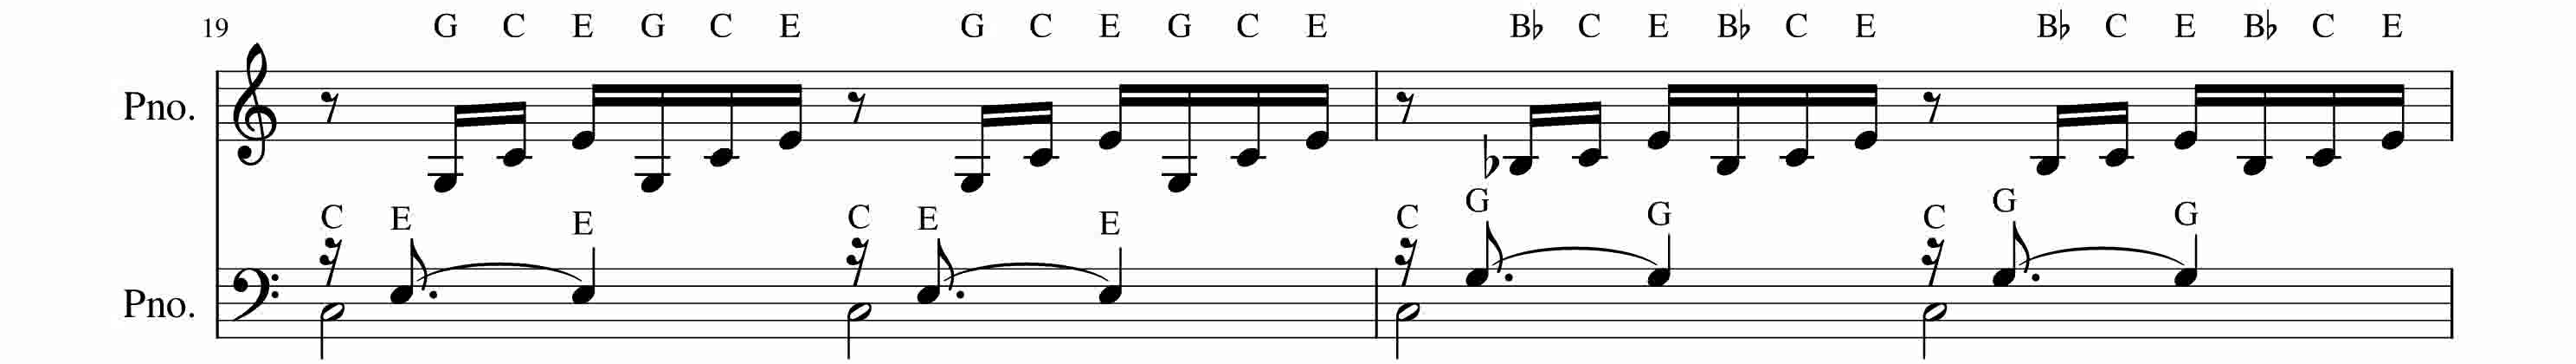 19 G C E G C E G C E G C E B♭ C E B♭ C E B♭ C E B♭ C E
Pno.
C E E C E E C G G C G G
Pno.